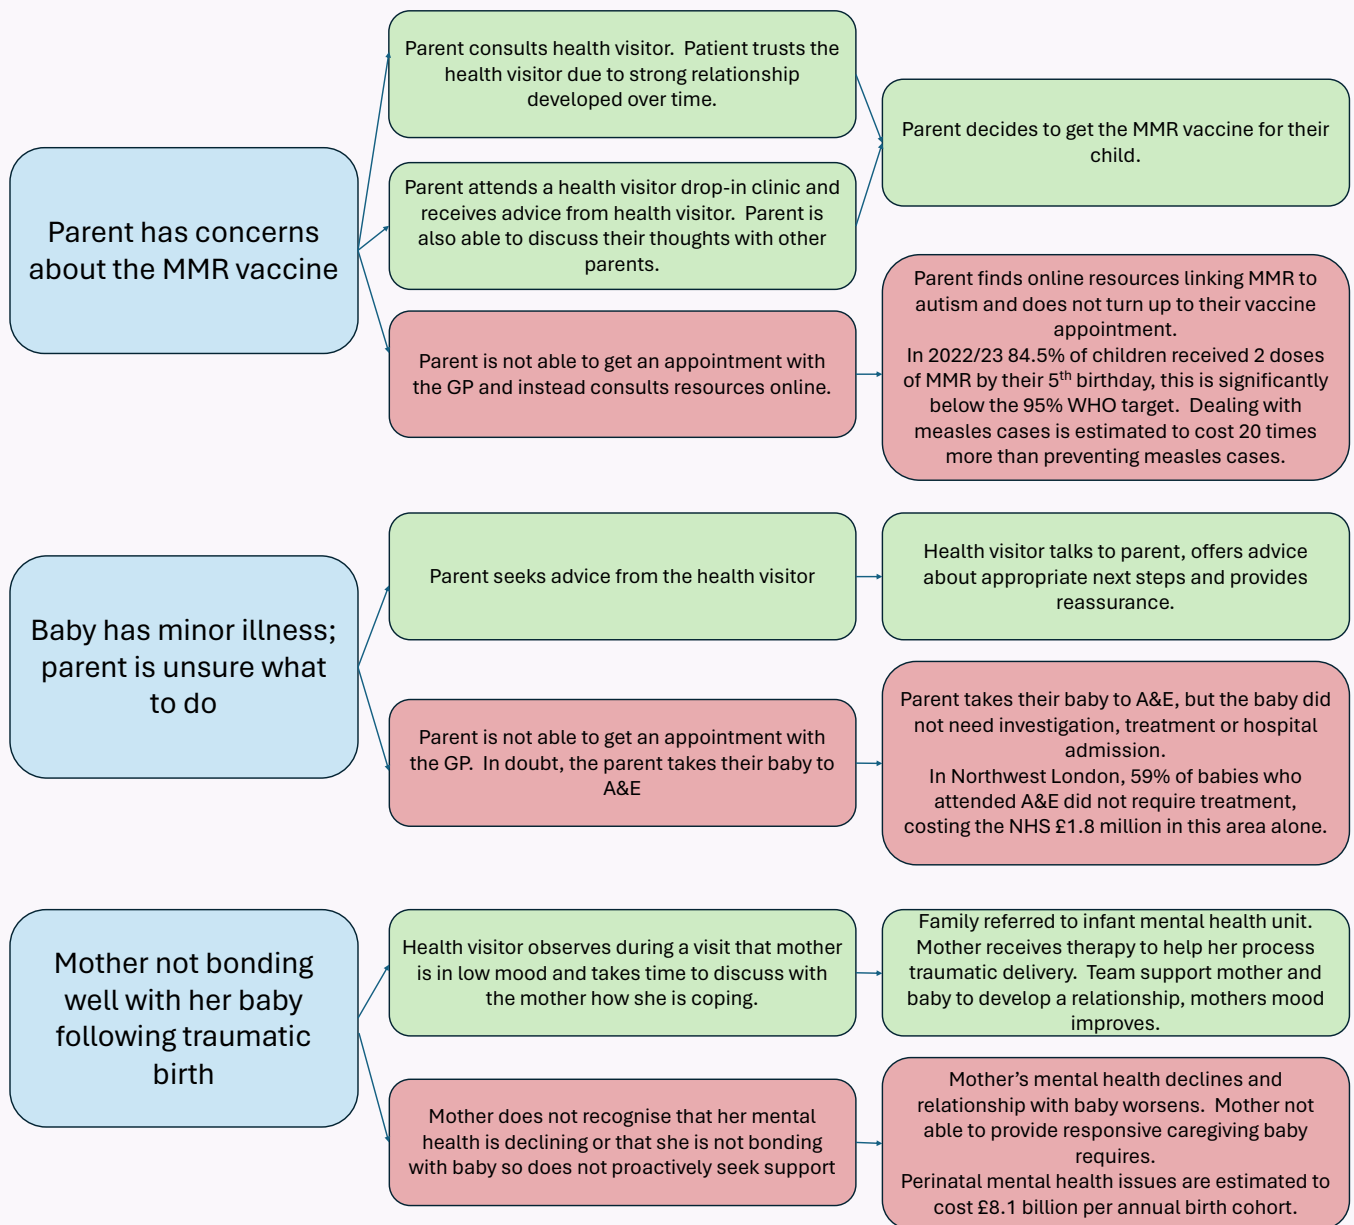 Parent has concerns
about the MMR vaccine
Parent consults health visitor.  Patient trusts the
health visitor due to strong relationship
developed over time.
Parent attends a health visitor drop-in clinic and
receives advice from health visitor.  Parent is
also able to discuss their thoughts with other
parents.
Parent is not able to get an appointment with
the GP and instead consults resources online.
Parent decides to get the MMR vaccine for their
child.
Parent finds online resources linking MMR to
autism and does not turn up to their vaccine
appointment.
In 2022/23 84.5% of children received 2 doses
of MMR by their 5th birthday, this is significantly
below the 95% WHO target.  Dealing with
measles cases is estimated to cost 20 times
more than preventing measles cases.
Baby has minor illness;
parent is unsure what
to do
Parent seeks advice from the health visitor
Health visitor talks to parent, offers advice
about appropriate next steps and provides
reassurance.
Parent is not able to get an appointment with
the GP.  In doubt, the parent takes their baby to
A&E
Parent takes their baby to A&E, but the baby did
not need investigation, treatment or hospital
admission.
In Northwest London, 59% of babies who
attended A&E did not require treatment,
costing the NHS £1.8 million in this area alone.
Mother not bonding
well with her baby
following traumatic
birth
Health visitor observes during a visit that mother
is in low mood and takes time to discuss with
the mother how she is coping.
Family referred to infant mental health unit.
Mother receives therapy to help her process
traumatic delivery.  Team support mother and
baby to develop a relationship, mothers mood
improves.
Mother does not recognise that her mental
health is declining or that she is not bonding
with baby so does not proactively seek support
Mother’s mental health declines and
relationship with baby worsens.  Mother not
able to provide responsive caregiving baby
requires.
Perinatal mental health issues are estimated to
cost £8.1 billion per annual birth cohort.